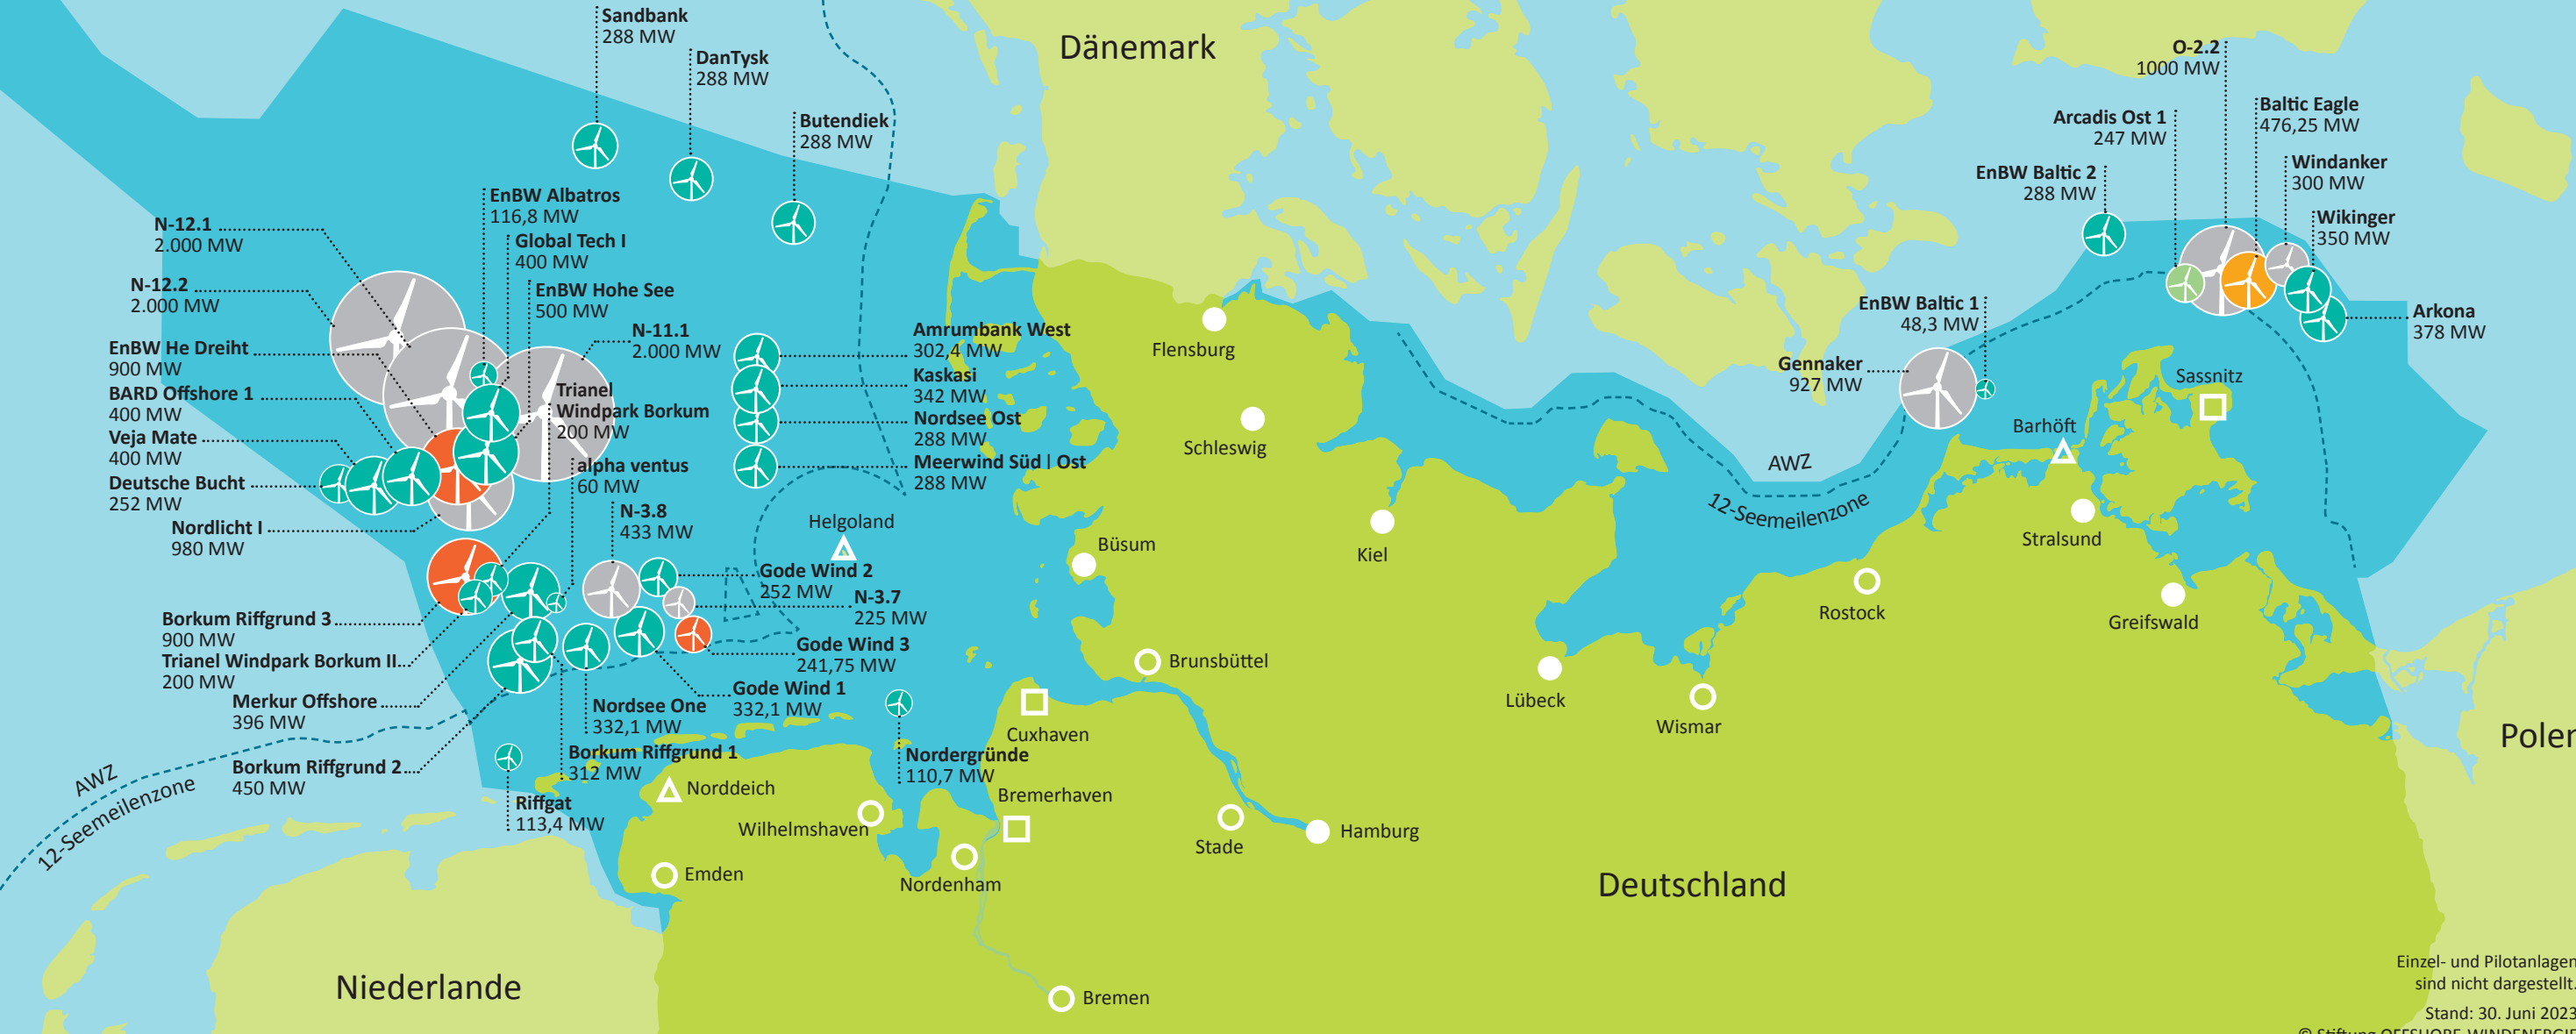 Sandbank
288 MW
DanTysk
288 MW
Butendiek
288 MW
Dänemark
O-2.2
1000 MW
Baltic Eagle
476,25 MW
Arcadis Ost 1
247 MW
Windanker
300 MW
EnBW Baltic 2
288 MW
Wikinger
350 MW
EnBW Albatros
116,8 MW
Global Tech I
400 MW
N-12.1
2.000 MW
EnBW Hohe See
500 MW
N-12.2
2.000 MW
N-11.1
2.000 MW
EnBW He Dreiht
900 MW
BARD Offshore 1
400 MW
Trianel
Windpark Borkum
200 MW
Veja Mate
400 MW
Deutsche Bucht
252 MW
alpha ventus
60 MW
Nordlicht I
980 MW
N-3.8
433 MW
Amrumbank West
302,4 MW
Kaskasi
342 MW
Nordsee Ost
288 MW
Meerwind Süd | Ost
288 MW
Flensburg
Schleswig
EnBW Baltic 1
48,3 MW
Gennaker
927 MW
Arkona
378 MW
Sassnitz
Barhöft
AWZ
12-Seemeilenzone
Stralsund
Greifswald
Helgoland
Büsum
Kiel
Rostock
Gode Wind 2
252 MW
N-3.7
225 MW
Gode Wind 3
241,75 MW
Gode Wind 1
332,1 MW
Borkum Riffgrund 3
900 MW
Trianel Windpark Borkum II
200 MW
Merkur Offshore
396 MW
Nordsee One
332,1 MW
Borkum Riffgrund 1
312 MW
Borkum Riffgrund 2
450 MW
Riffgat
113,4 MW
Nordergründe
110,7 MW
Brunsbüttel
Cuxhaven
Lübeck
Wismar
AWZ
12-Seemeilenzone
Norddeich
Wilhelmshaven
Bremerhaven
Emden
Nordenham
Stade
Hamburg
Bremen
Niederlande
Deutschland
Einzel- und Pilotanlagen
sind nicht dargestellt.
Stand: 30. Juni 2023
© Stiftung OFFSHORE-WINDENERGIE